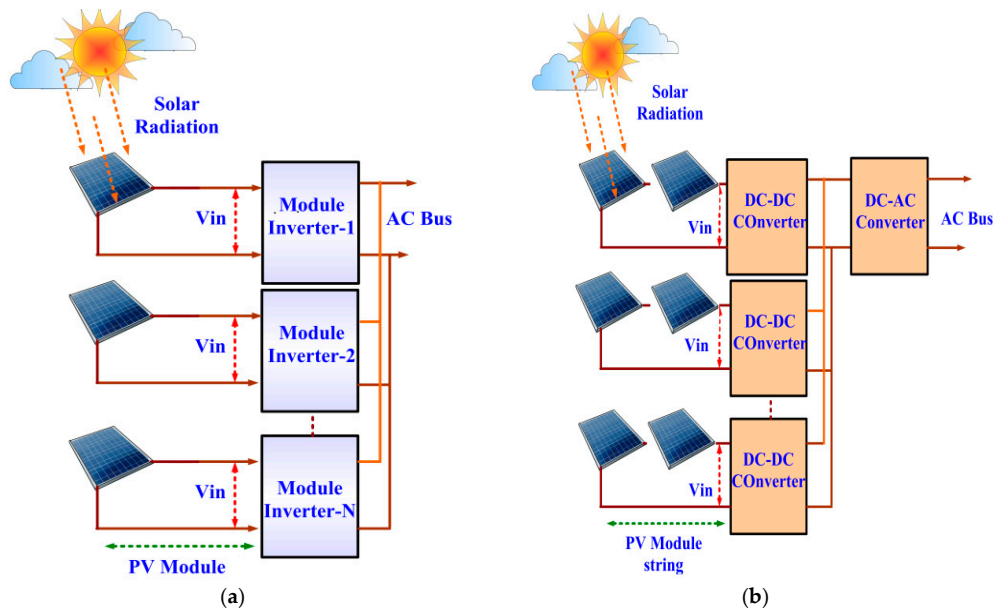 Solar
Radiation
Vin
Module
Inverter-1
AC Bus
Vin
Module
Inverter-2
Vin
Module
Inverter-N
PV Module
(a)
Solar
Radiation
Vin
DC-DC
COnverter
DC-AC
Converter
AC Bus
Vin
DC-DC
COnverter
Vin
DC-DC
COnverter
PV Module
string
(b)